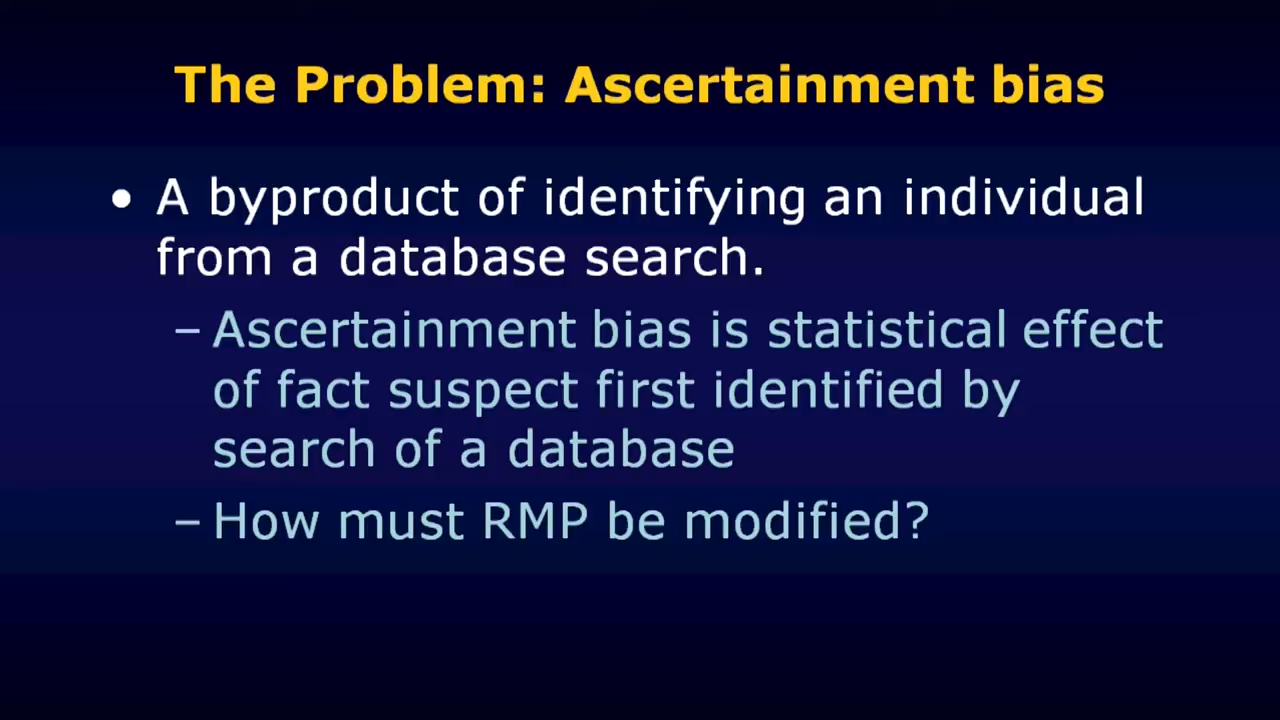 The Problem: Ascertainment bias
• A byproduct of identifying an individual
from a database search.
– Ascertainment bias is statistical effect
of fact suspect first identified by
search of a database
– How must RMP be modified?